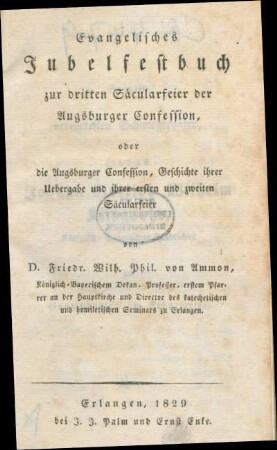 Evangelisches
Jubelfestbuch
zur dritten Säcularfeier der
Augsburger Confession,
oder
die Augsburger Confession, Geschichte ihrer
Uebergabe und ihrer ersten und zweiten
Säcularfeier
von
D. Friedr. Wilh. Phil. von Ammon,
Königlich-Bayerischem Dekan, Professor, erstem Pfar-
rer an der Hauptkirche und Director des katechetischen
und homiletischen Seminars zu Erlangen.
Erlangen, 1829
bei J. J. Palm und Ernst Enke.